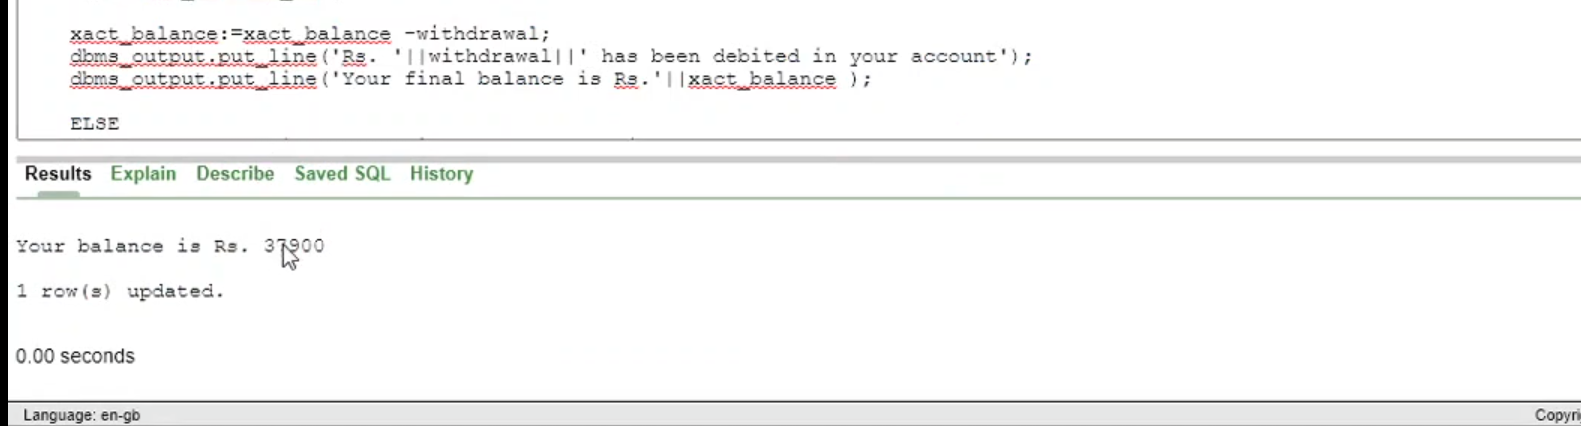 xact_balance:=xact_balance -withdrawal;
dbms_output.put_line('Rs. '||withdrawal||' has been debited in your account');
dbms_output.put_line('Your final balance is Rs.'||xact_balance );
ELSE
Results Explain Describe Saved SQL History
Your balance is Rs. 37900
1 row(s) updated.
0.00 seconds
Language: en-gb
Copyri